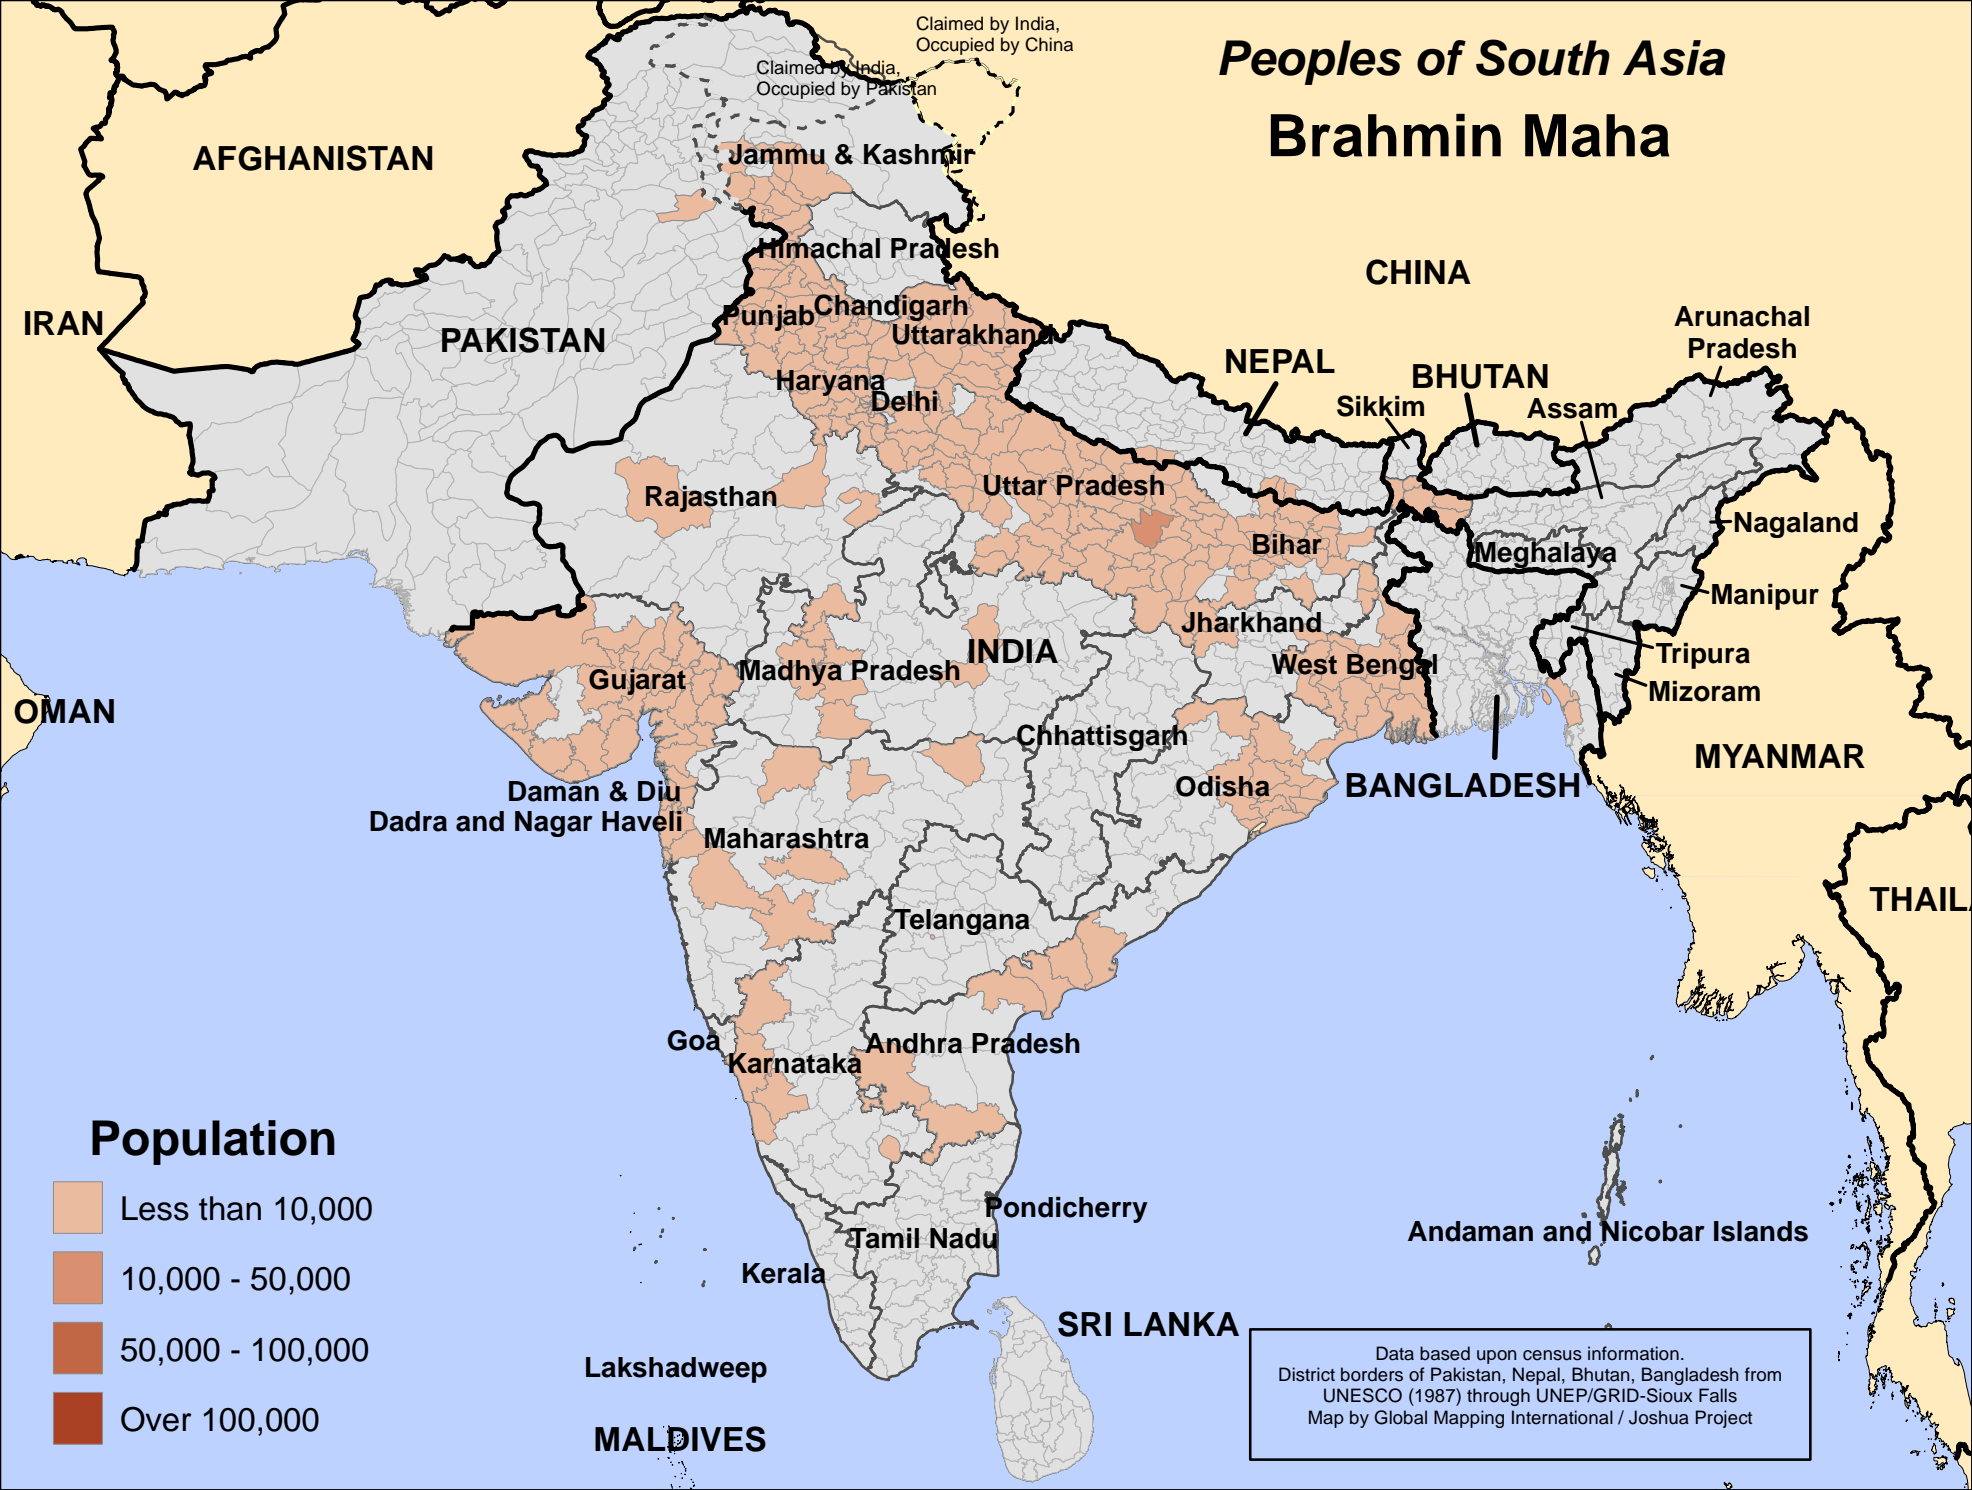 Claimed by India,
Occupied by China
Peoples of South Asia
Brahmin Maha
Claimed by India,
Occupied by Pakistan
AFGHANISTAN
Jammu & Kashmir
Himachal Pradesh
CHINA
IRAN
PAKISTAN
Punjab
Chandigarh
Uttarakhand
Arunachal
Pradesh
NEPAL
BHUTAN
Haryana
Delhi
Sikkim
Assam
Rajasthan
Uttar Pradesh
Nagaland
Bihar
Meghalaya
Manipur
Jharkhand
INDIA
Tripura
West Bengal
Madhya Pradesh
Gujarat
Mizoram
OMAN
Chhattisgarh
MYANMAR
Odisha
BANGLADESH
Daman & Diu
Dadra and Nagar Haveli
Maharashtra
THAIL
Telangana
Goa
Andhra Pradesh
Karnataka
Population
Less than 10,000
10,000 - 50,000
50,000 - 100,000
Over 100,000
Pondicherry
Tamil Nadu
Andaman and Nicobar Islands
Kerala
SRI LANKA
Lakshadweep
MALDIVES
Data based upon census information.
District borders of Pakistan, Nepal, Bhutan, Bangladesh from
UNESCO (1987) through UNEP/GRID-Sioux Falls
Map by Global Mapping International / Joshua Project